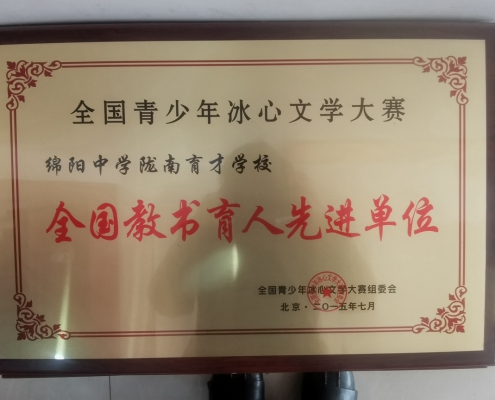 全国青少年冰心文学大赛
绵阳中学陇南育才学校
全国教书育人先进单位
全国青少年冰心文学大赛组委会
北京·二〇一五年七月